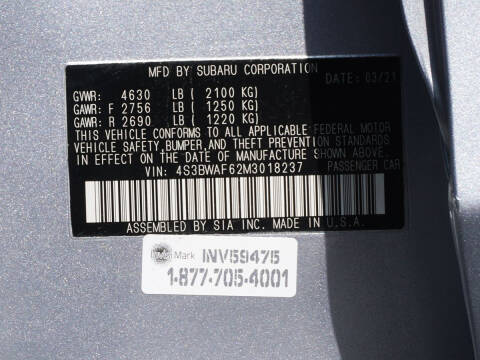 MFD BY SUBARU CORPORATION
DATE: 03/21
GVWR: 4630 LB ( 2100 KG)
GAWR: F 2756 LB ( 1250 KG)
GAWR: R 2690 LB ( 1220 KG)
THIS VEHICLE CONFORMS TO ALL APPLICABLE FEDERAL MOTOR
VEHICLE SAFETY, BUMPER, AND THEFT PREVENTION STANDARDS
IN EFFECT ON THE DATE OF MANUFACTURE SHOWN ABOVE.
VIN: 4S3BWAF62M3018237 PASSENGER CAR
ASSEMBLED BY SIA INC. MADE IN U.S.A.
Mark INV59475
1-877-705-4001